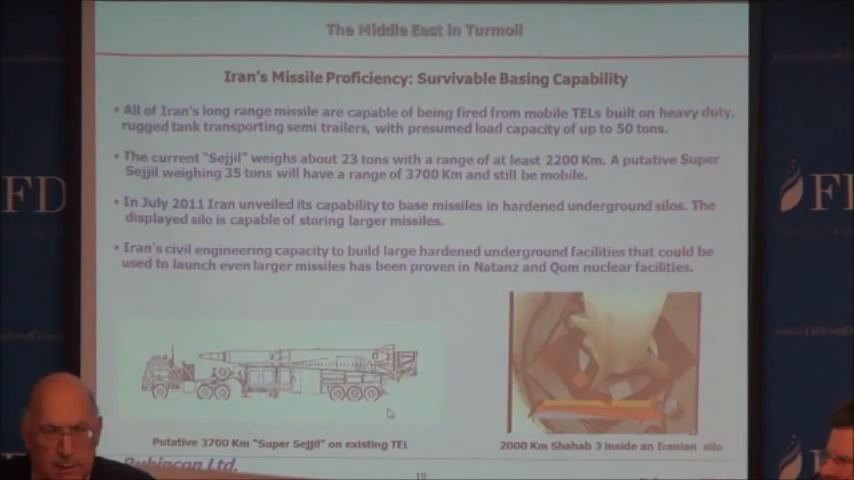 The Middle East in Turmoil
Iran's Missile Proficiency: Survivable Basing Capability
• All of Iran's long range missile are capable of being fired from mobile TELs built on heavy duty,
rugged tank transporting semi trailers, with presumed load capacity of up to 50 tons.
• The current "Sejjil" weighs about 23 tons with a range of at least 2200 Km. A putative Super
Sejjil weighing 35 tons will have a range of 3700 Km and still be mobile.
• In July 2011 Iran unveiled its capability to base missiles in hardened underground silos. The
displayed silo is capable of storing larger missiles.
• Iran's civil engineering capacity to build large hardened underground facilities that could be
used to launch even larger missiles has been proven in Natanz and Qom nuclear facilities.
FD
FD
Putative 3700 Km "Super Sejjil" on existing TEL
2000 Km Shahab 3 inside an Iranian silo
Rubincon Ltd.
19